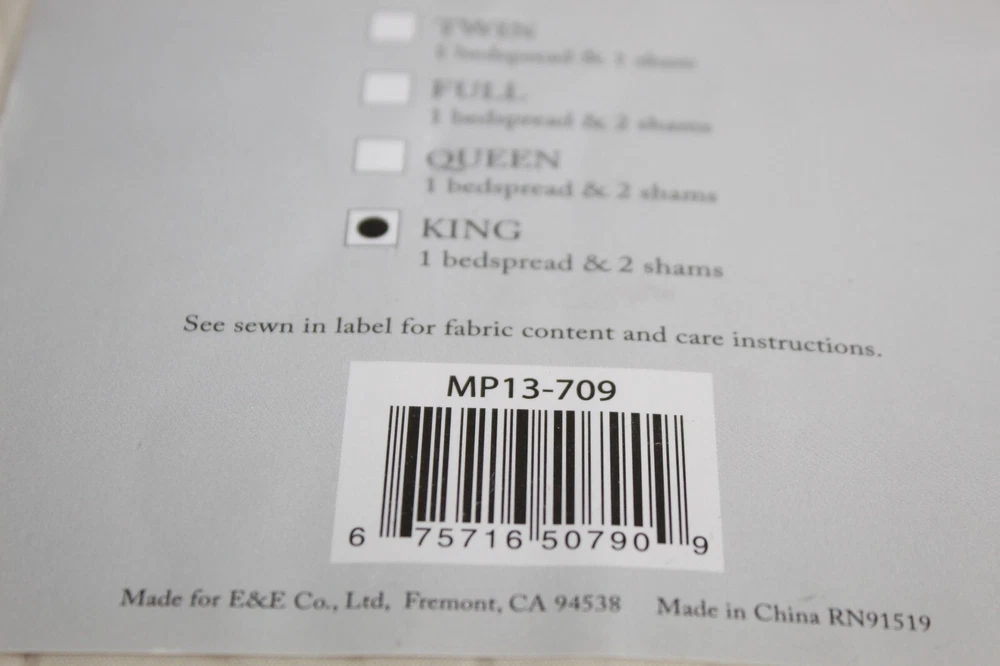 TWIN
1 bedspread & 1 sham
FULL
1 bedspread & 2 shams
QUEEN
1 bedspread & 2 shams
KING
1 bedspread & 2 shams
See sewn in label for fabric content and care instructions.
MP13-709
6 75716 50790 9
Made for E&E Co., Ltd, Fremont, CA 94538 Made in China RN91519